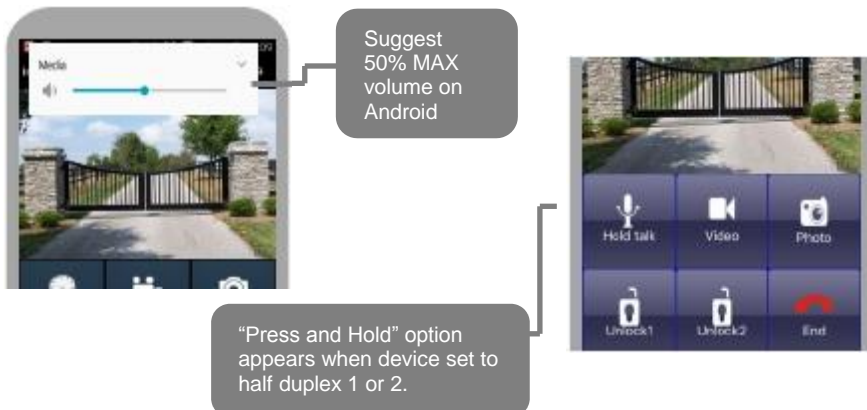 Media
Suggest
50% MAX
volume on
Android
Hold talk
Video
Photo
Unlock1
Unlock2
End
“Press and Hold” option
appears when device set to
half duplex 1 or 2.